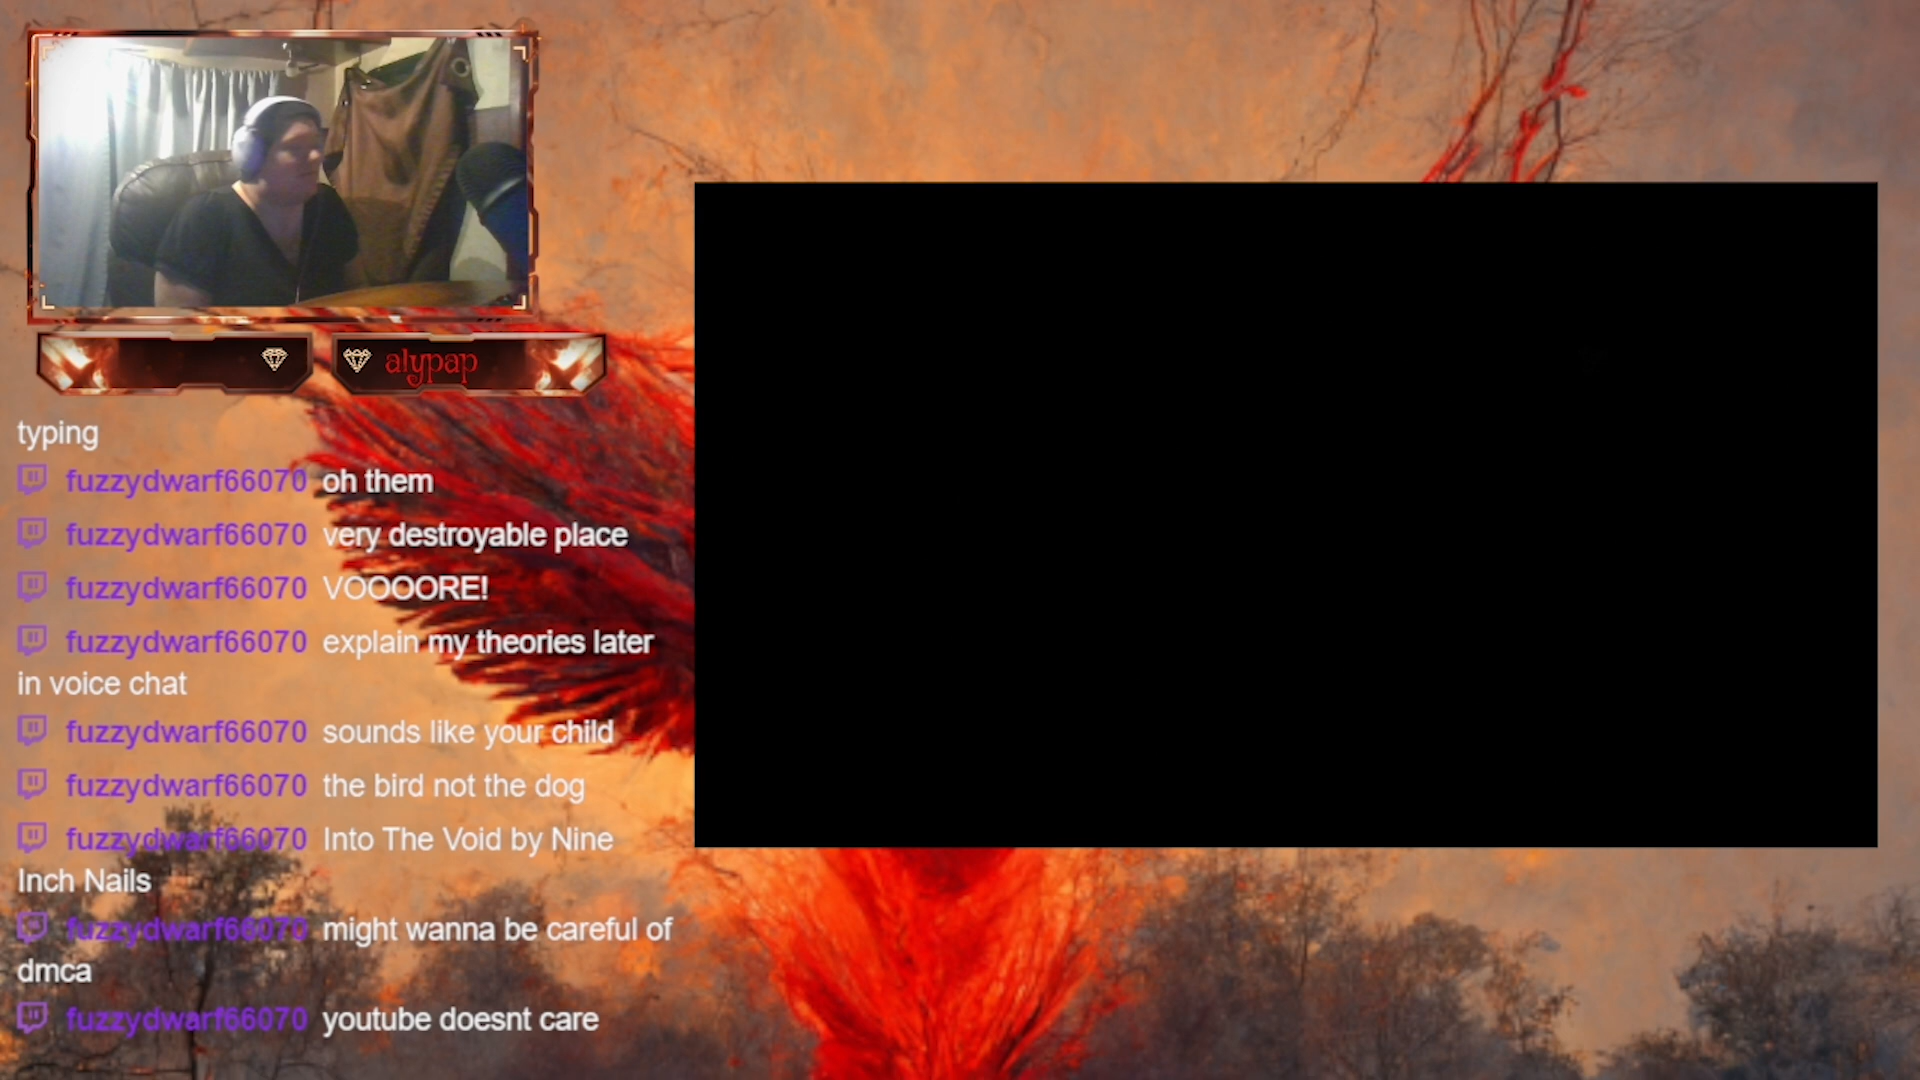 alypap
typing
fuzzydwarf66070 oh them
fuzzydwarf66070 very destroyable place
fuzzydwarf66070 VOOOORE!
fuzzydwarf66070 explain my theories later
in voice chat
fuzzydwarf66070 sounds like your child
fuzzydwarf66070 the bird not the dog
fuzzydwarf66070 Into The Void by Nine
Inch Nails
fuzzydwarf66070 might wanna be careful of
dmca
fuzzydwarf66070 youtube doesnt care